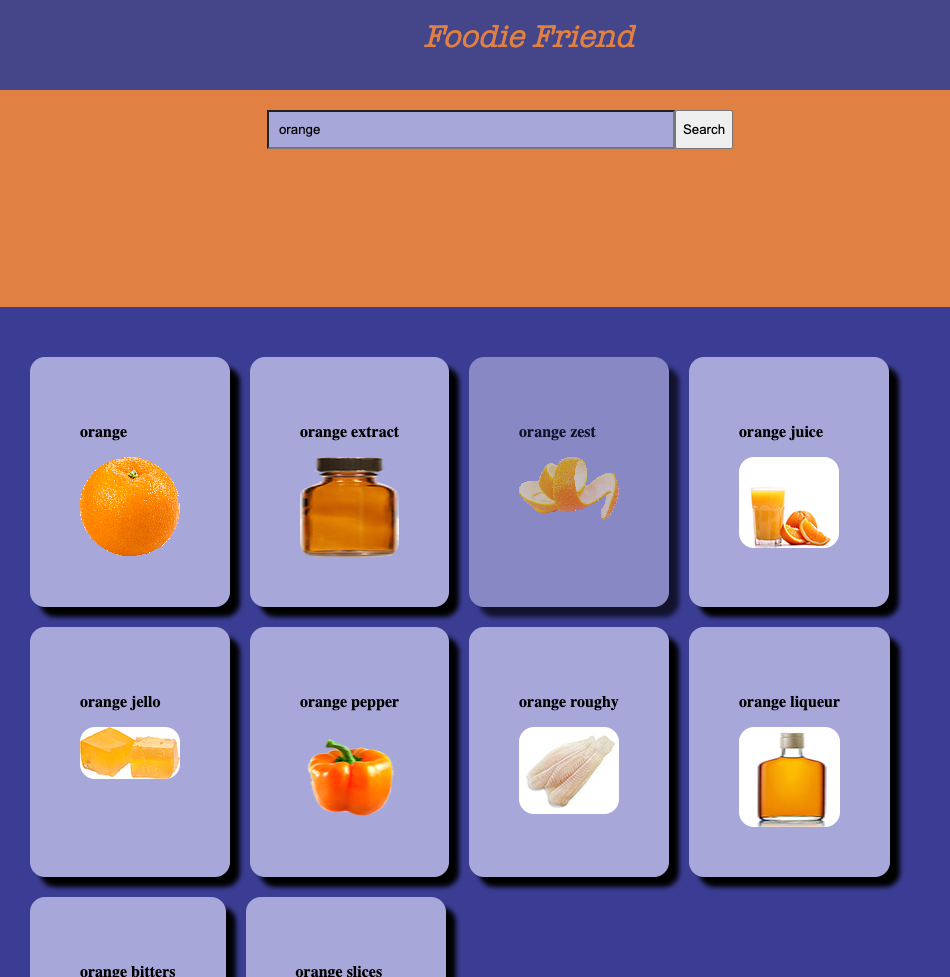 Foodie Friend
orange
Search
orange
orange extract
orange zest
orange juice
orange jello
orange pepper
orange roughy
orange liqueur
orange bitters
orange slices